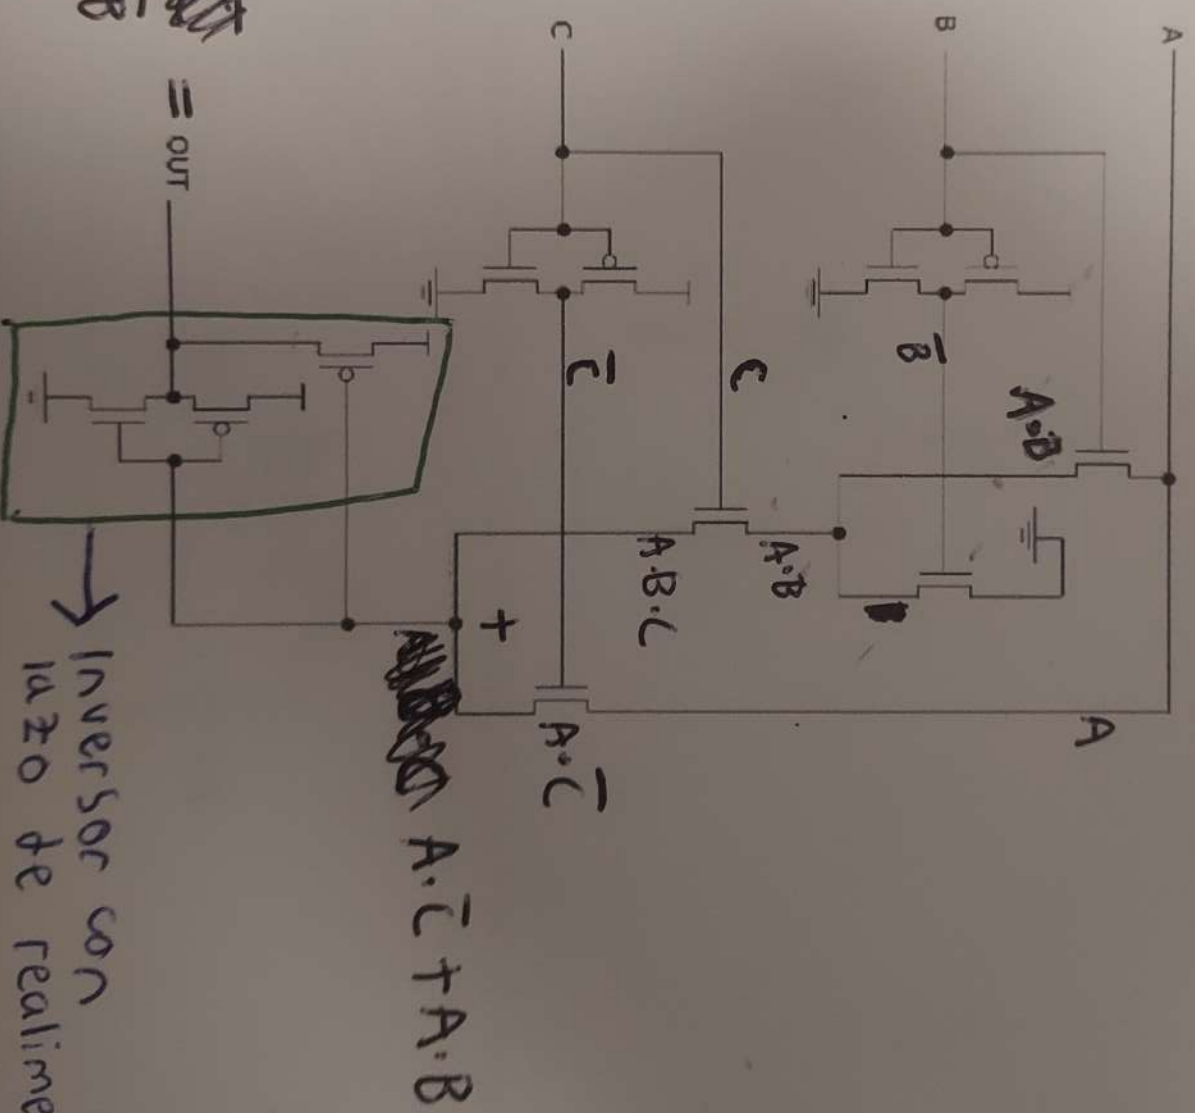 A
B
C
B̅
C
C̅
A·B
A·B
A·B·C
A
A·C̅
+
A·C̅ + A·B
= OUT
B̅
Inversor con
lazo de realime